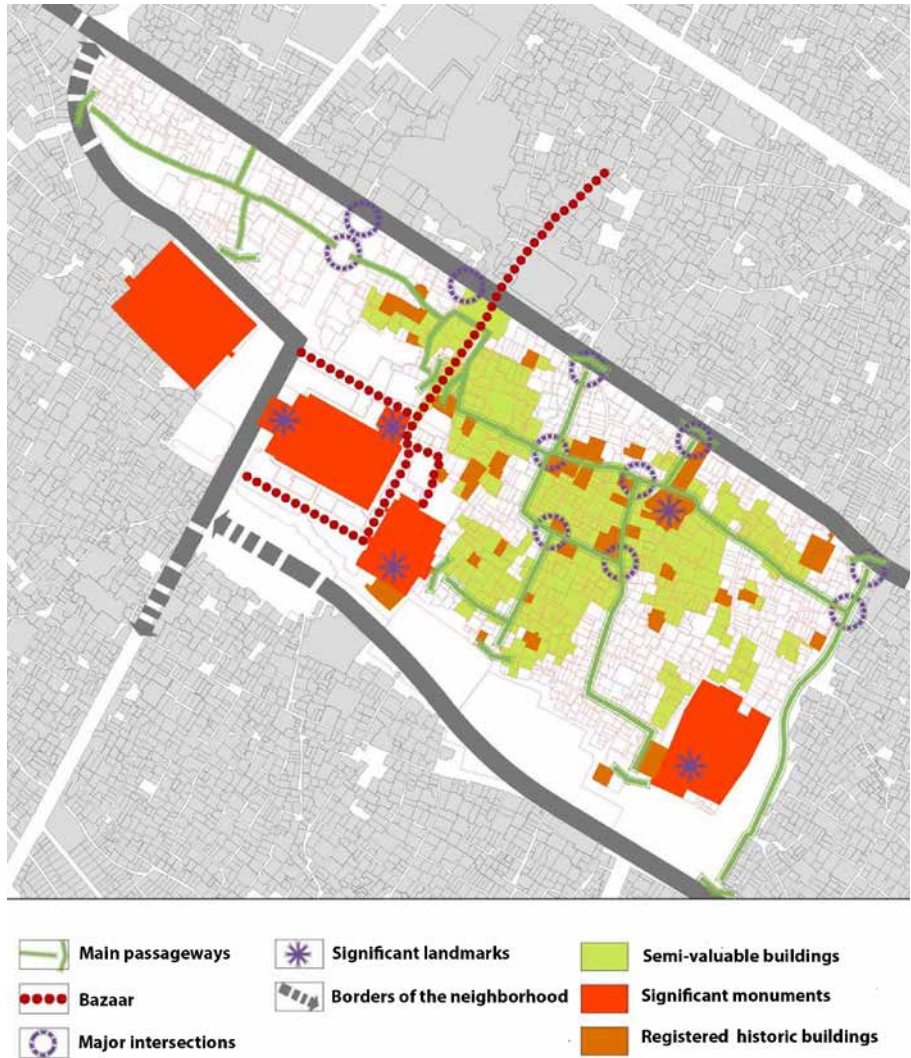 Main passageways
Bazaar
Major intersections
Significant landmarks
Borders of the neighborhood
Semi-valuable buildings
Significant monuments
Registered historic buildings